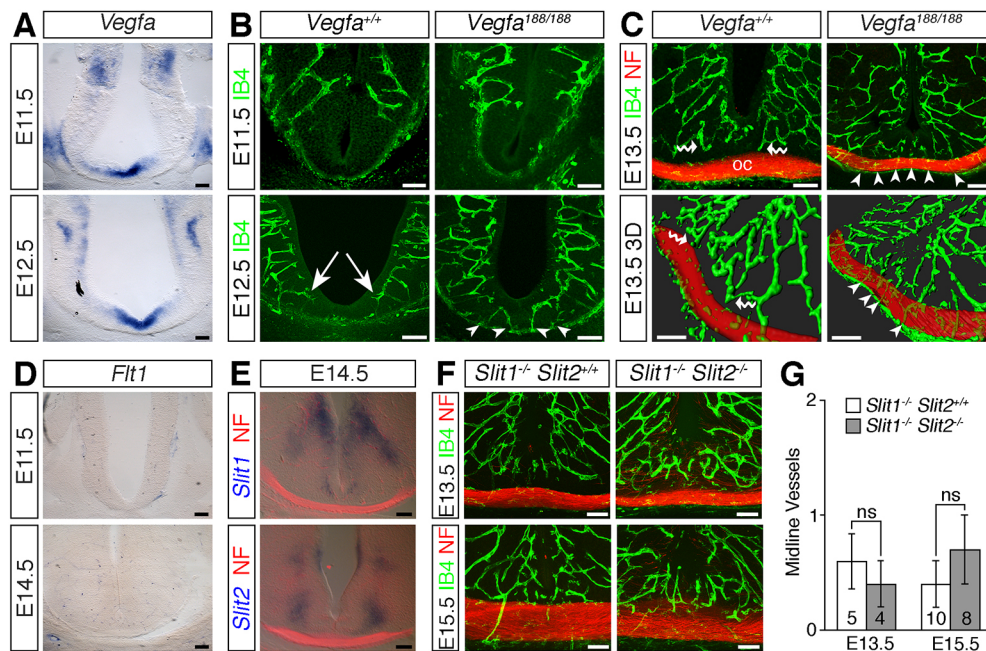 A
Vegfa
E11.5
E12.5
B
Vegfa+/+
Vegfa188/188
E11.5 IB4
E12.5 IB4
C
Vegfa+/+
Vegfa188/188
E13.5 IB4 NF
oc
E13.5 3D
D
Flt1
E11.5
E14.5
E
E14.5
Slit1 NF
Slit2 NF
F
Slit1-/- Slit2+/+
Slit1-/- Slit2-/-
E13.5 IB4 NF
E15.5 IB4 NF
G
Slit1-/- Slit2+/+
Slit1-/- Slit2-/-
Midline Vessels
2
1
0
ns
ns
5
4
10
8
E13.5
E15.5